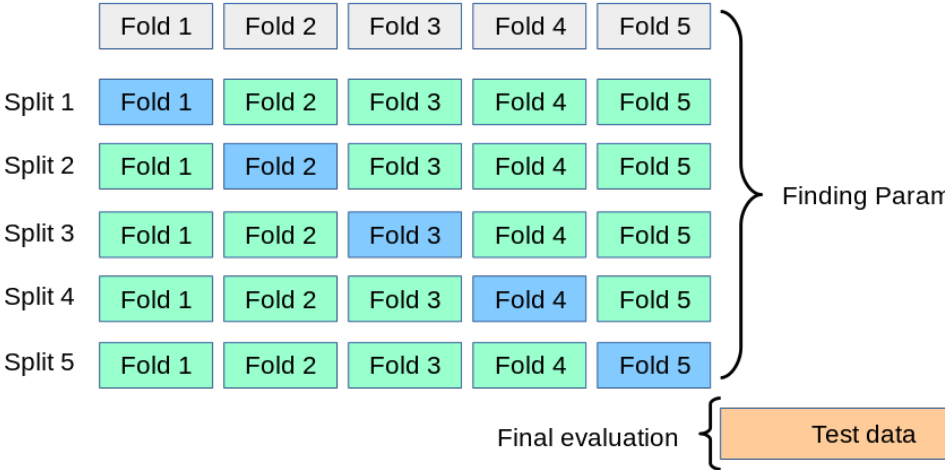 Fold 1 Fold 2 Fold 3 Fold 4 Fold 5
Split 1 Fold 1 Fold 2 Fold 3 Fold 4 Fold 5
Split 2 Fold 1 Fold 2 Fold 3 Fold 4 Fold 5
Finding Param
Split 3 Fold 1 Fold 2 Fold 3 Fold 4 Fold 5
Split 4 Fold 1 Fold 2 Fold 3 Fold 4 Fold 5
Split 5 Fold 1 Fold 2 Fold 3 Fold 4 Fold 5
Final evaluation Test data